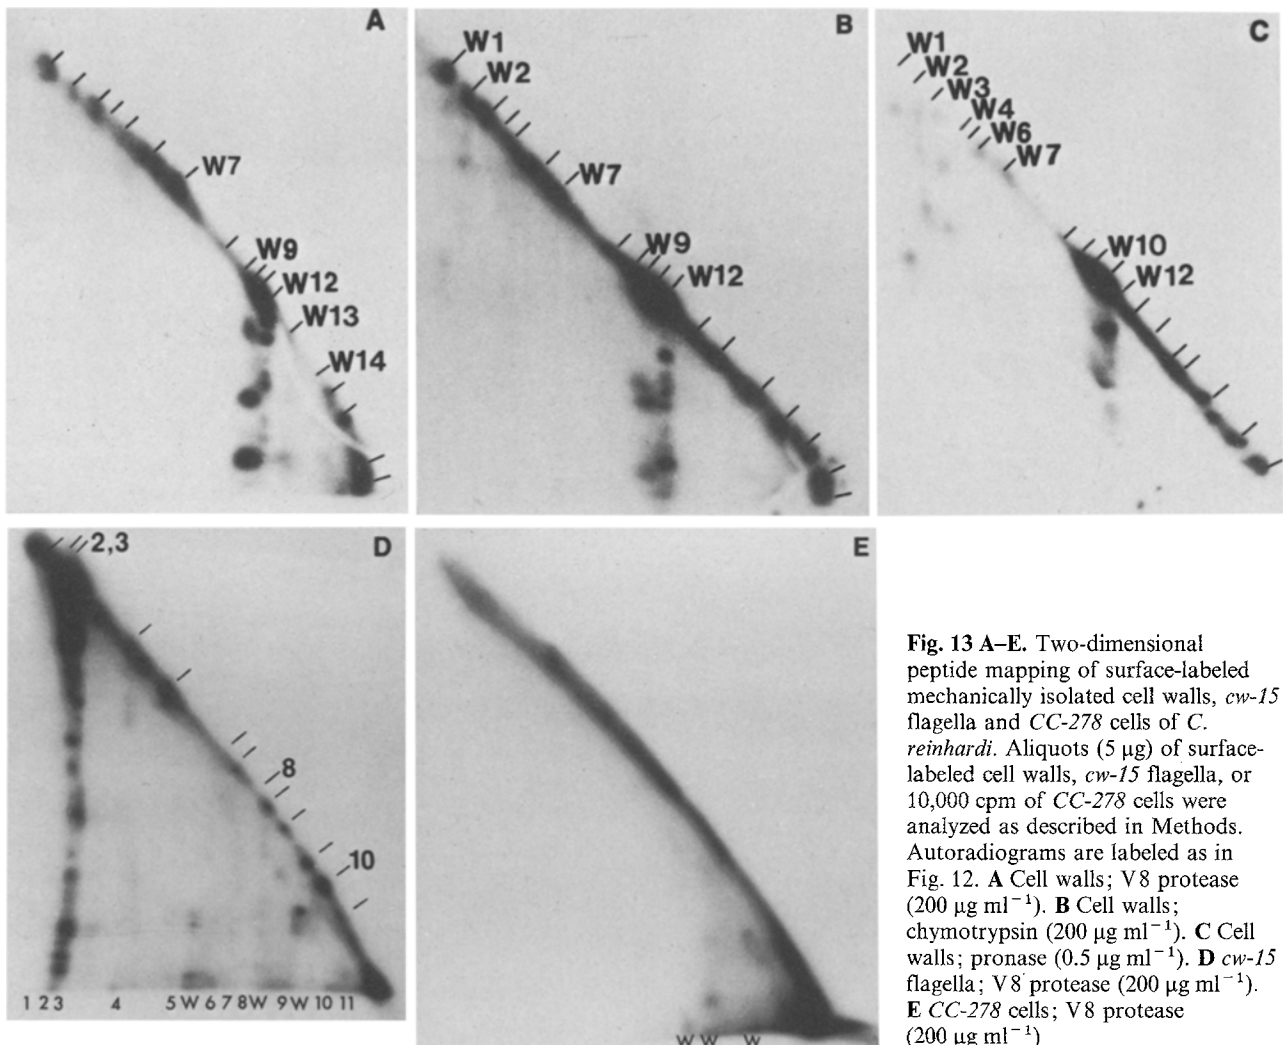 A
W7
W9
W12
W13
W14
B
W1
W2
W7
W9
W12
C
W1
W2
W3
W4
W6
W7
W10
W12
D
2,3
8
10
1 2 3 4 5 W 6 7 8 W 9 W 10 11
E
W W W
Fig. 13 A–E. Two-dimensional
peptide mapping of surface-labeled
mechanically isolated cell walls, cw-15
flagella and CC-278 cells of C.
reinhardi. Aliquots (5 µg) of surface-
labeled cell walls, cw-15 flagella, or
10,000 cpm of CC-278 cells were
analyzed as described in Methods.
Autoradiograms are labeled as in
Fig. 12. A Cell walls; V8 protease
(200 µg ml⁻¹). B Cell walls;
chymotrypsin (200 µg ml⁻¹). C Cell
walls; pronase (0.5 µg ml⁻¹). D cw-15
flagella; V8 protease (200 µg ml⁻¹).
E CC-278 cells; V8 protease
(200 µg ml⁻¹)